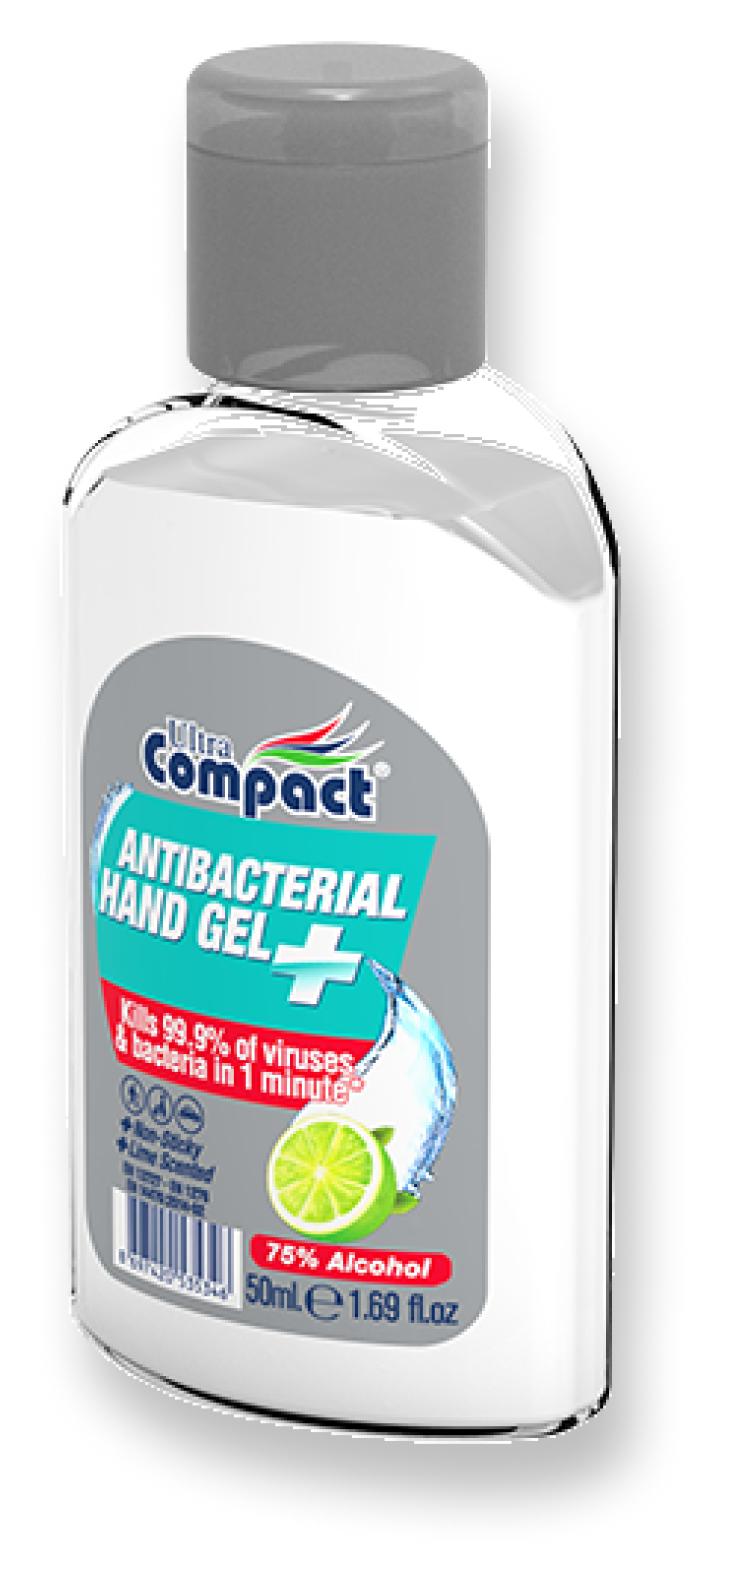 Ultra
Compact®
ANTIBACTERIAL
HAND GEL
Kills 99.9% of viruses
& bacteria in 1 minute*
+Non-Sticky
+Lime Scented
75% Alcohol
50ml. ℮ 1.69 fl.oz